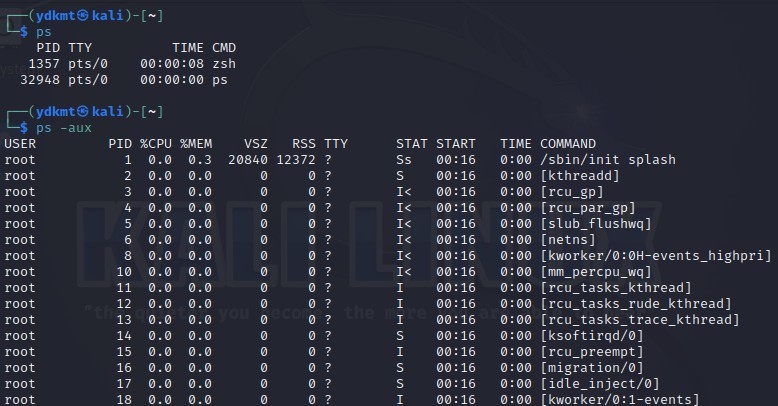 ┌──(ydkmt㉿kali)-[~]
└─$ ps
    PID TTY          TIME CMD
   1357 pts/0    00:00:08 zsh
  32948 pts/0    00:00:00 ps
┌──(ydkmt㉿kali)-[~]
└─$ ps -aux
USER         PID %CPU %MEM    VSZ   RSS TTY      STAT START   TIME COMMAND
root           1  0.0  0.3  20840 12372 ?        Ss   00:16   0:00 /sbin/init splash
root           2  0.0  0.0      0     0 ?        S    00:16   0:00 [kthreadd]
root           3  0.0  0.0      0     0 ?        I<   00:16   0:00 [rcu_gp]
root           4  0.0  0.0      0     0 ?        I<   00:16   0:00 [rcu_par_gp]
root           5  0.0  0.0      0     0 ?        I<   00:16   0:00 [slub_flushwq]
root           6  0.0  0.0      0     0 ?        I<   00:16   0:00 [netns]
root           8  0.0  0.0      0     0 ?        I<   00:16   0:00 [kworker/0:0H-events_highpri]
root          10  0.0  0.0      0     0 ?        I<   00:16   0:00 [mm_percpu_wq]
root          11  0.0  0.0      0     0 ?        I    00:16   0:00 [rcu_tasks_kthread]
root          12  0.0  0.0      0     0 ?        I    00:16   0:00 [rcu_tasks_rude_kthread]
root          13  0.0  0.0      0     0 ?        I    00:16   0:00 [rcu_tasks_trace_kthread]
root          14  0.0  0.0      0     0 ?        S    00:16   0:00 [ksoftirqd/0]
root          15  0.0  0.0      0     0 ?        I    00:16   0:00 [rcu_preempt]
root          16  0.0  0.0      0     0 ?        S    00:16   0:00 [migration/0]
root          17  0.0  0.0      0     0 ?        S    00:16   0:00 [idle_inject/0]
root          18  0.0  0.0      0     0 ?        I    00:16   0:00 [kworker/0:1-events]
KALI LINUX
"the quieter you become, the more you are